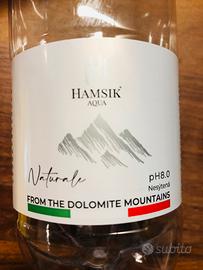 HAMSIK
AQUA
Naturale
pH8.0
Nesýtená
FROM THE DOLOMITE MOUNTAINS
subito